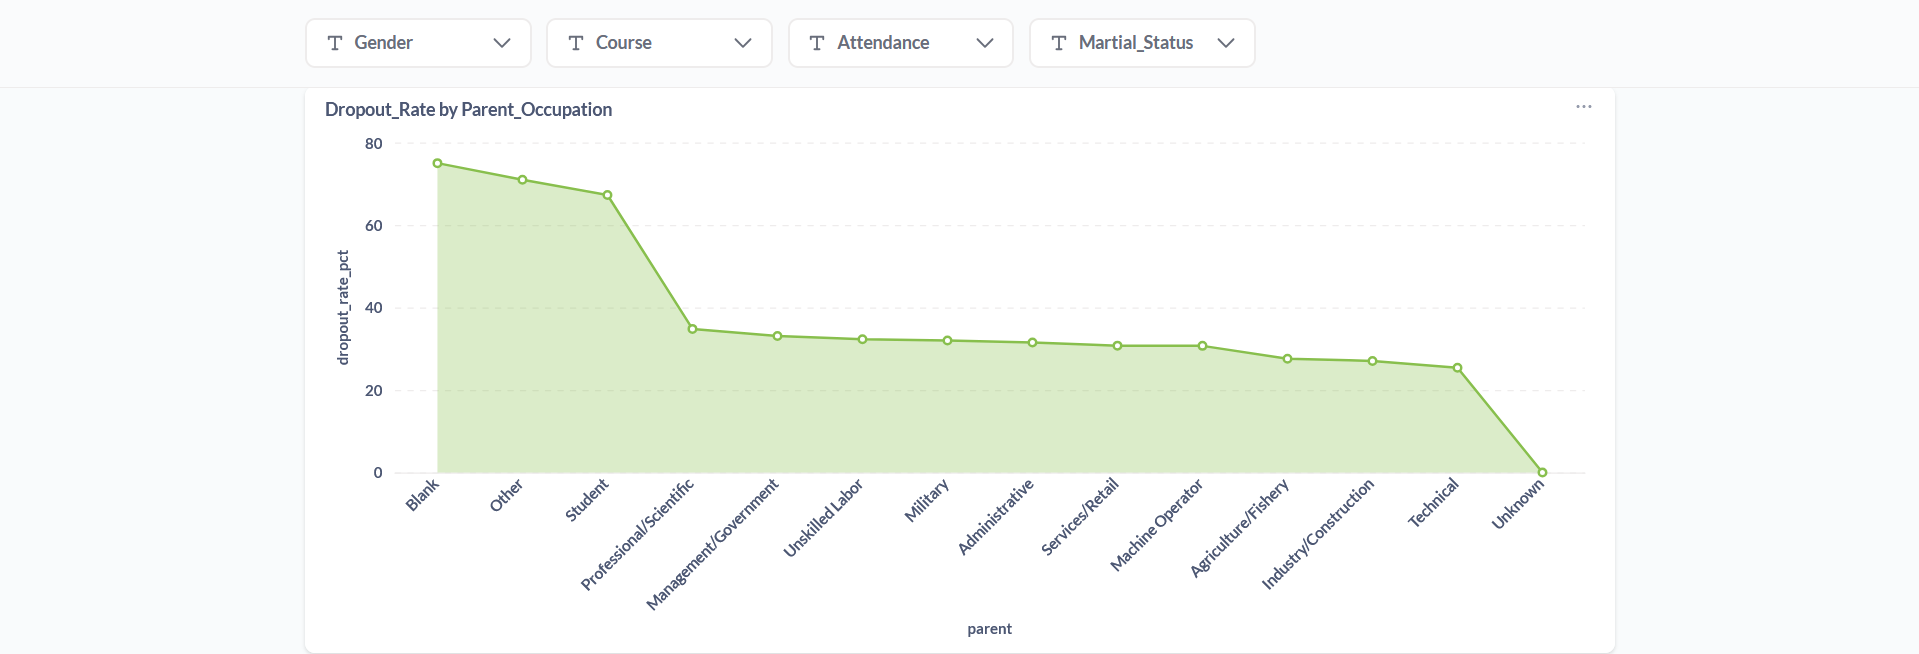 Gender
Course
Attendance
Martial_Status
Dropout_Rate by Parent_Occupation
80
60
40
20
0
dropout_rate_pct
Blank
Other
Student
Professional/Scientific
Management/Government
Unskilled Labor
Military
Administrative
Services/Retail
Machine Operator
Agriculture/Fishery
Industry/Construction
Technical
Unknown
parent